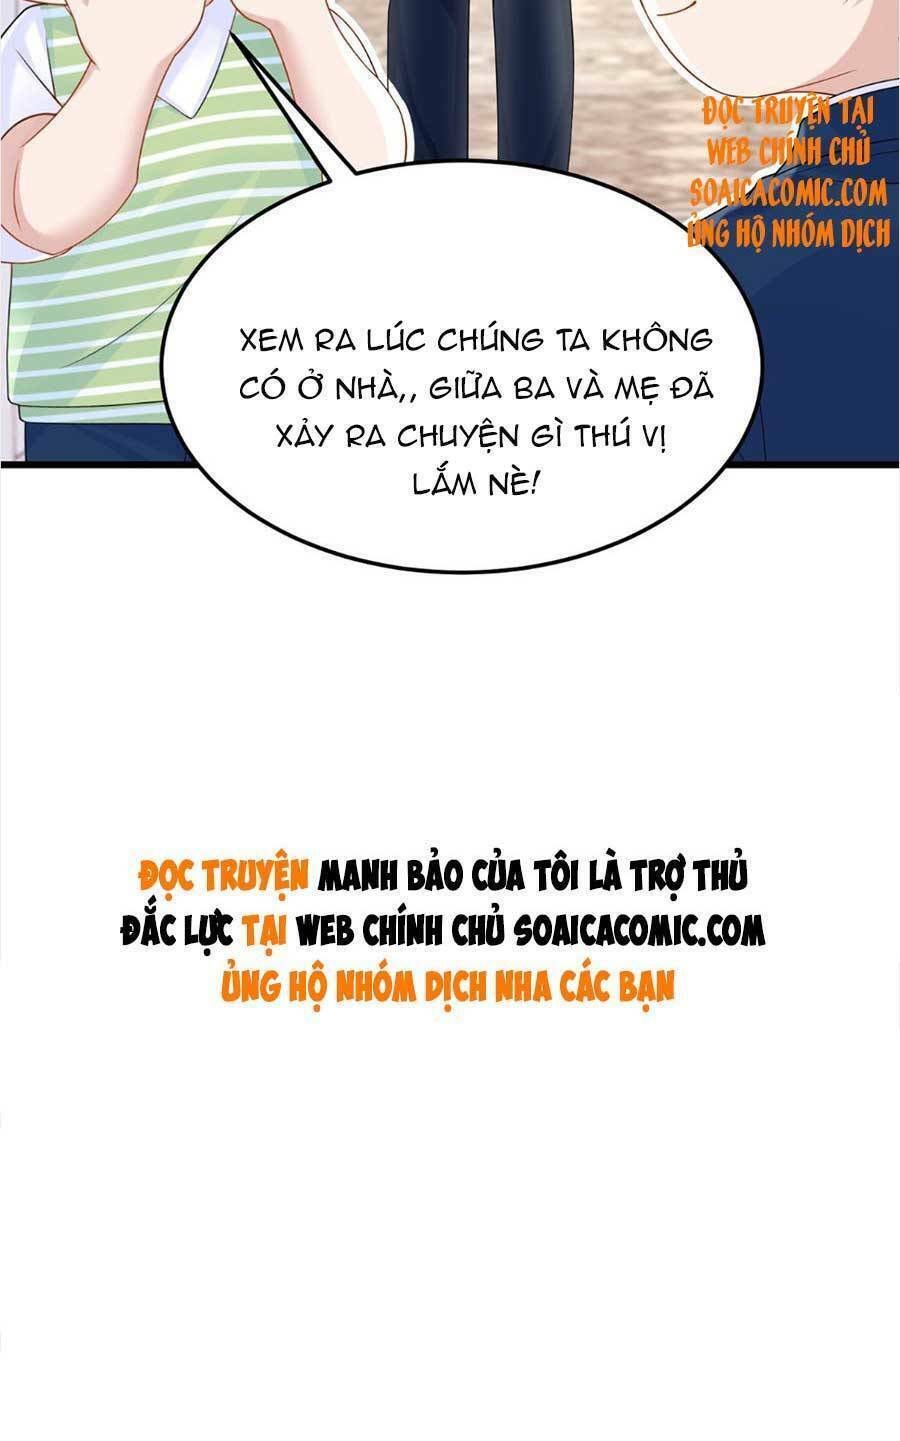 ĐỌC TRUYỆN TẠI
WEB CHÍNH CHỦ
SOAICACOMIC.COM
ỦNG HỘ NHÓM DỊCH
XEM RA LÚC CHÚNG TA KHÔNG
CÓ Ở NHÀ,, GIỮA BA VÀ MẸ ĐÃ
XẢY RA CHUYỆN GÌ THÚ VỊ
LẮM NÈ!
ĐỌC TRUYỆN MANH BẢO CỦA TÔI LÀ TRỢ THỦ
ĐẮC LỰC TẠI WEB CHÍNH CHỦ SOAICACOMIC.COM
ỦNG HỘ NHÓM DỊCH NHA CÁC BẠN